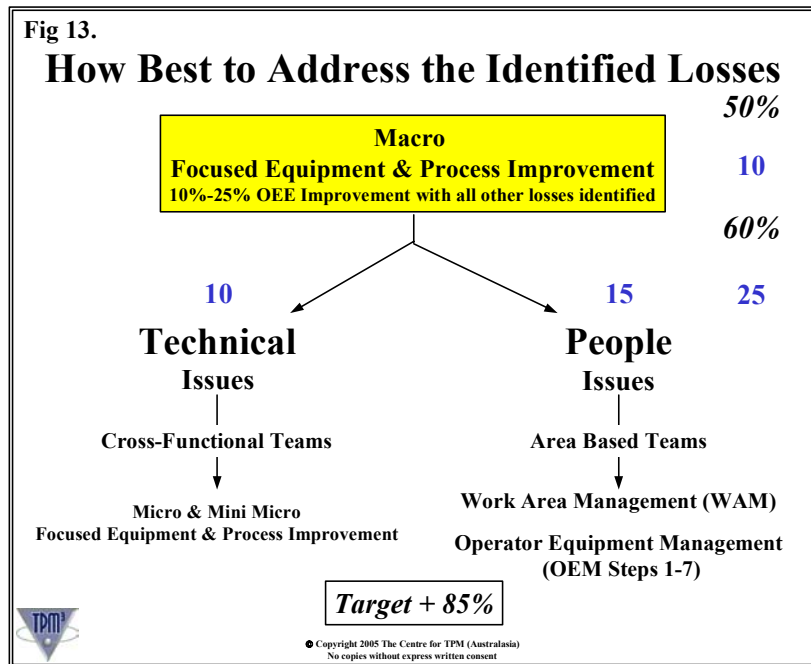 Fig 13.
How Best to Address the Identified Losses
50%
Macro
Focused Equipment & Process Improvement
10%-25% OEE Improvement with all other losses identified
10
60%
10
15
25
Technical
Issues
People
Issues
Cross-Functional Teams
Area Based Teams
Micro & Mini Micro
Focused Equipment & Process Improvement
Work Area Management (WAM)
Operator Equipment Management
(OEM Steps 1-7)
Target + 85%
TPM³
Copyright 2005 The Centre for TPM (Australasia)
No copies without express written consent